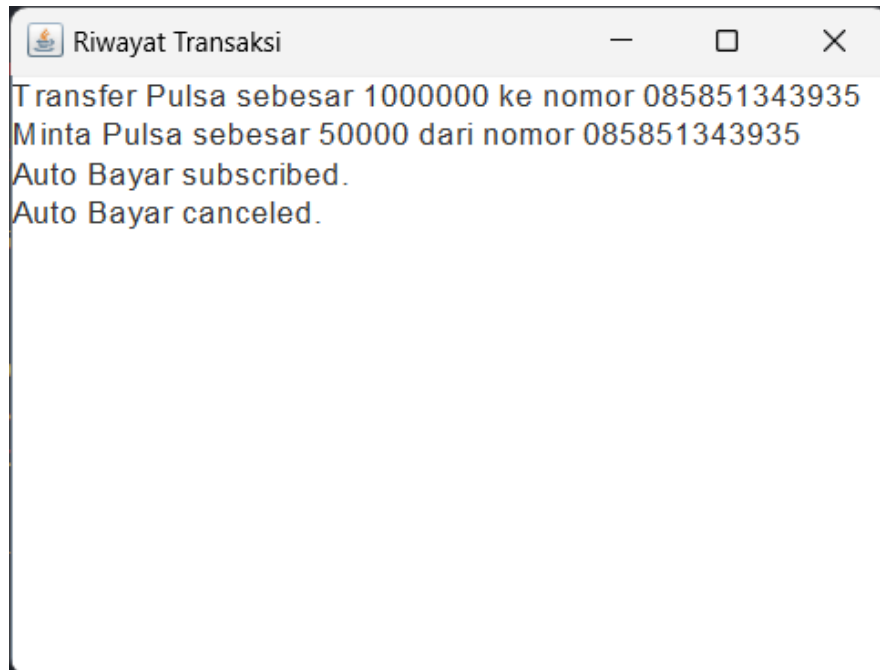 Riwayat Transaksi
Transfer Pulsa sebesar 1000000 ke nomor 085851343935
Minta Pulsa sebesar 50000 dari nomor 085851343935
Auto Bayar subscribed.
Auto Bayar canceled.